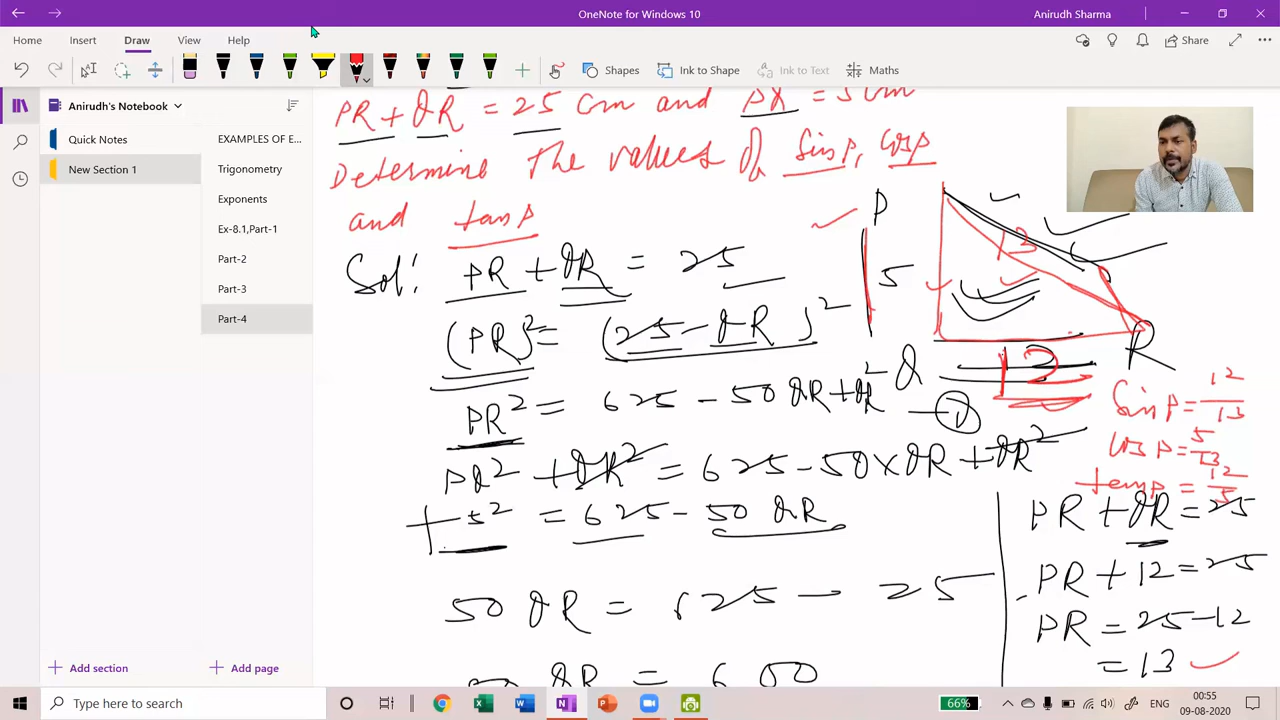 OneNote for Windows 10
Anirudh Sharma
Home Insert Draw View Help
Share
Shapes Ink to Shape Ink to Text Maths
Anirudh's Notebook
Quick Notes
New Section 1
EXAMPLES OF E...
Trigonometry
Exponents
Ex-8.1,Part-1
Part-2
Part-3
Part-4
PR + QR = 25 cm and PQ = 5 cm
Determine the values of sin p, cos p
and tan p
Sol:
PR + QR = 25
(PR)² = (25 - QR)²
PR² = 625 - 50 QR + QR² - ①
PQ² + QR² = 625 - 50 x QR + QR²
+ 5² = 625 - 50 QR
50 QR = 625 - 25
50 QR = 600
P
5
13
Q
12
R
Sin P = 12/13
Cos P = 5/13
tan P = 12/5
PR + QR = 25
PR + 12 = 25
PR = 25 - 12
= 13
Add section
Add page
Type here to search
66%
ENG
00:55
09-08-2020